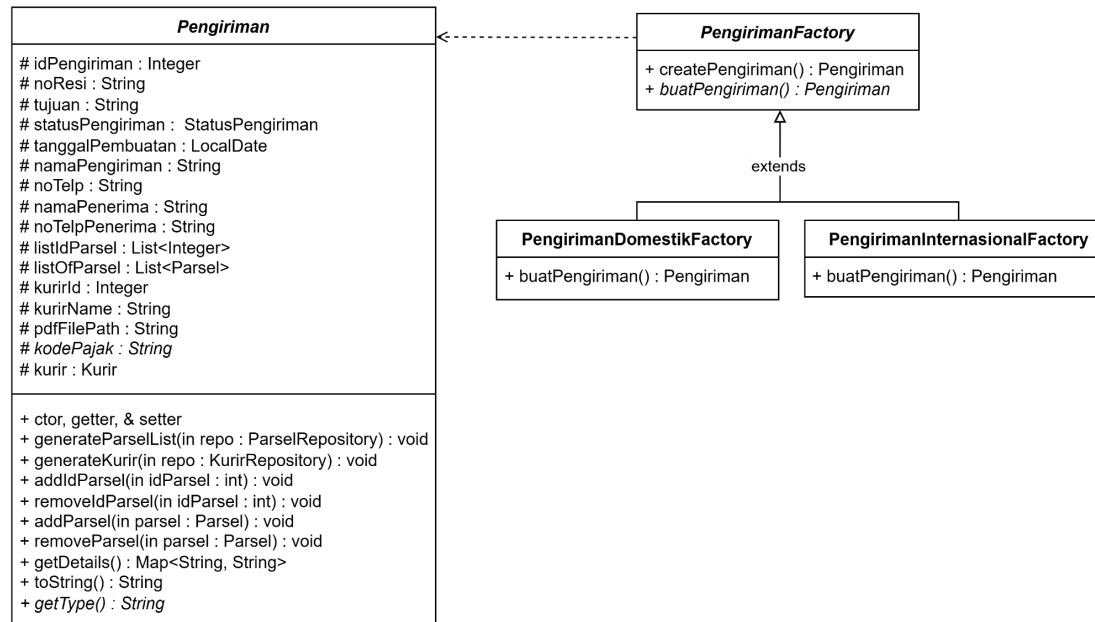 Pengiriman
# idPengiriman : Integer
# noResi : String
# tujuan : String
# statusPengiriman : StatusPengiriman
# tanggalPembuatan : LocalDate
# namaPengiriman : String
# noTelp : String
# namaPenerima : String
# noTelpPenerima : String
# listIdParsel : List<Integer>
# listOfParsel : List<Parsel>
# kurirId : Integer
# kurirName : String
# pdfFilePath : String
# kodePajak : String
# kurir : Kurir
+ ctor, getter, & setter
+ generateParselList(in repo : ParselRepository) : void
+ generateKurir(in repo : KurirRepository) : void
+ addIdParsel(in idParsel : int) : void
+ removeIdParsel(in idParsel : int) : void
+ addParsel(in parsel : Parsel) : void
+ removeParsel(in parsel : Parsel) : void
+ getDetails() : Map<String, String>
+ toString() : String
+ getType() : String
PengirimanFactory
+ createPengiriman() : Pengiriman
+ buatPengiriman() : Pengiriman
extends
PengirimanDomestikFactory
+ buatPengiriman() : Pengiriman
PengirimanInternasionalFactory
+ buatPengiriman() : Pengiriman